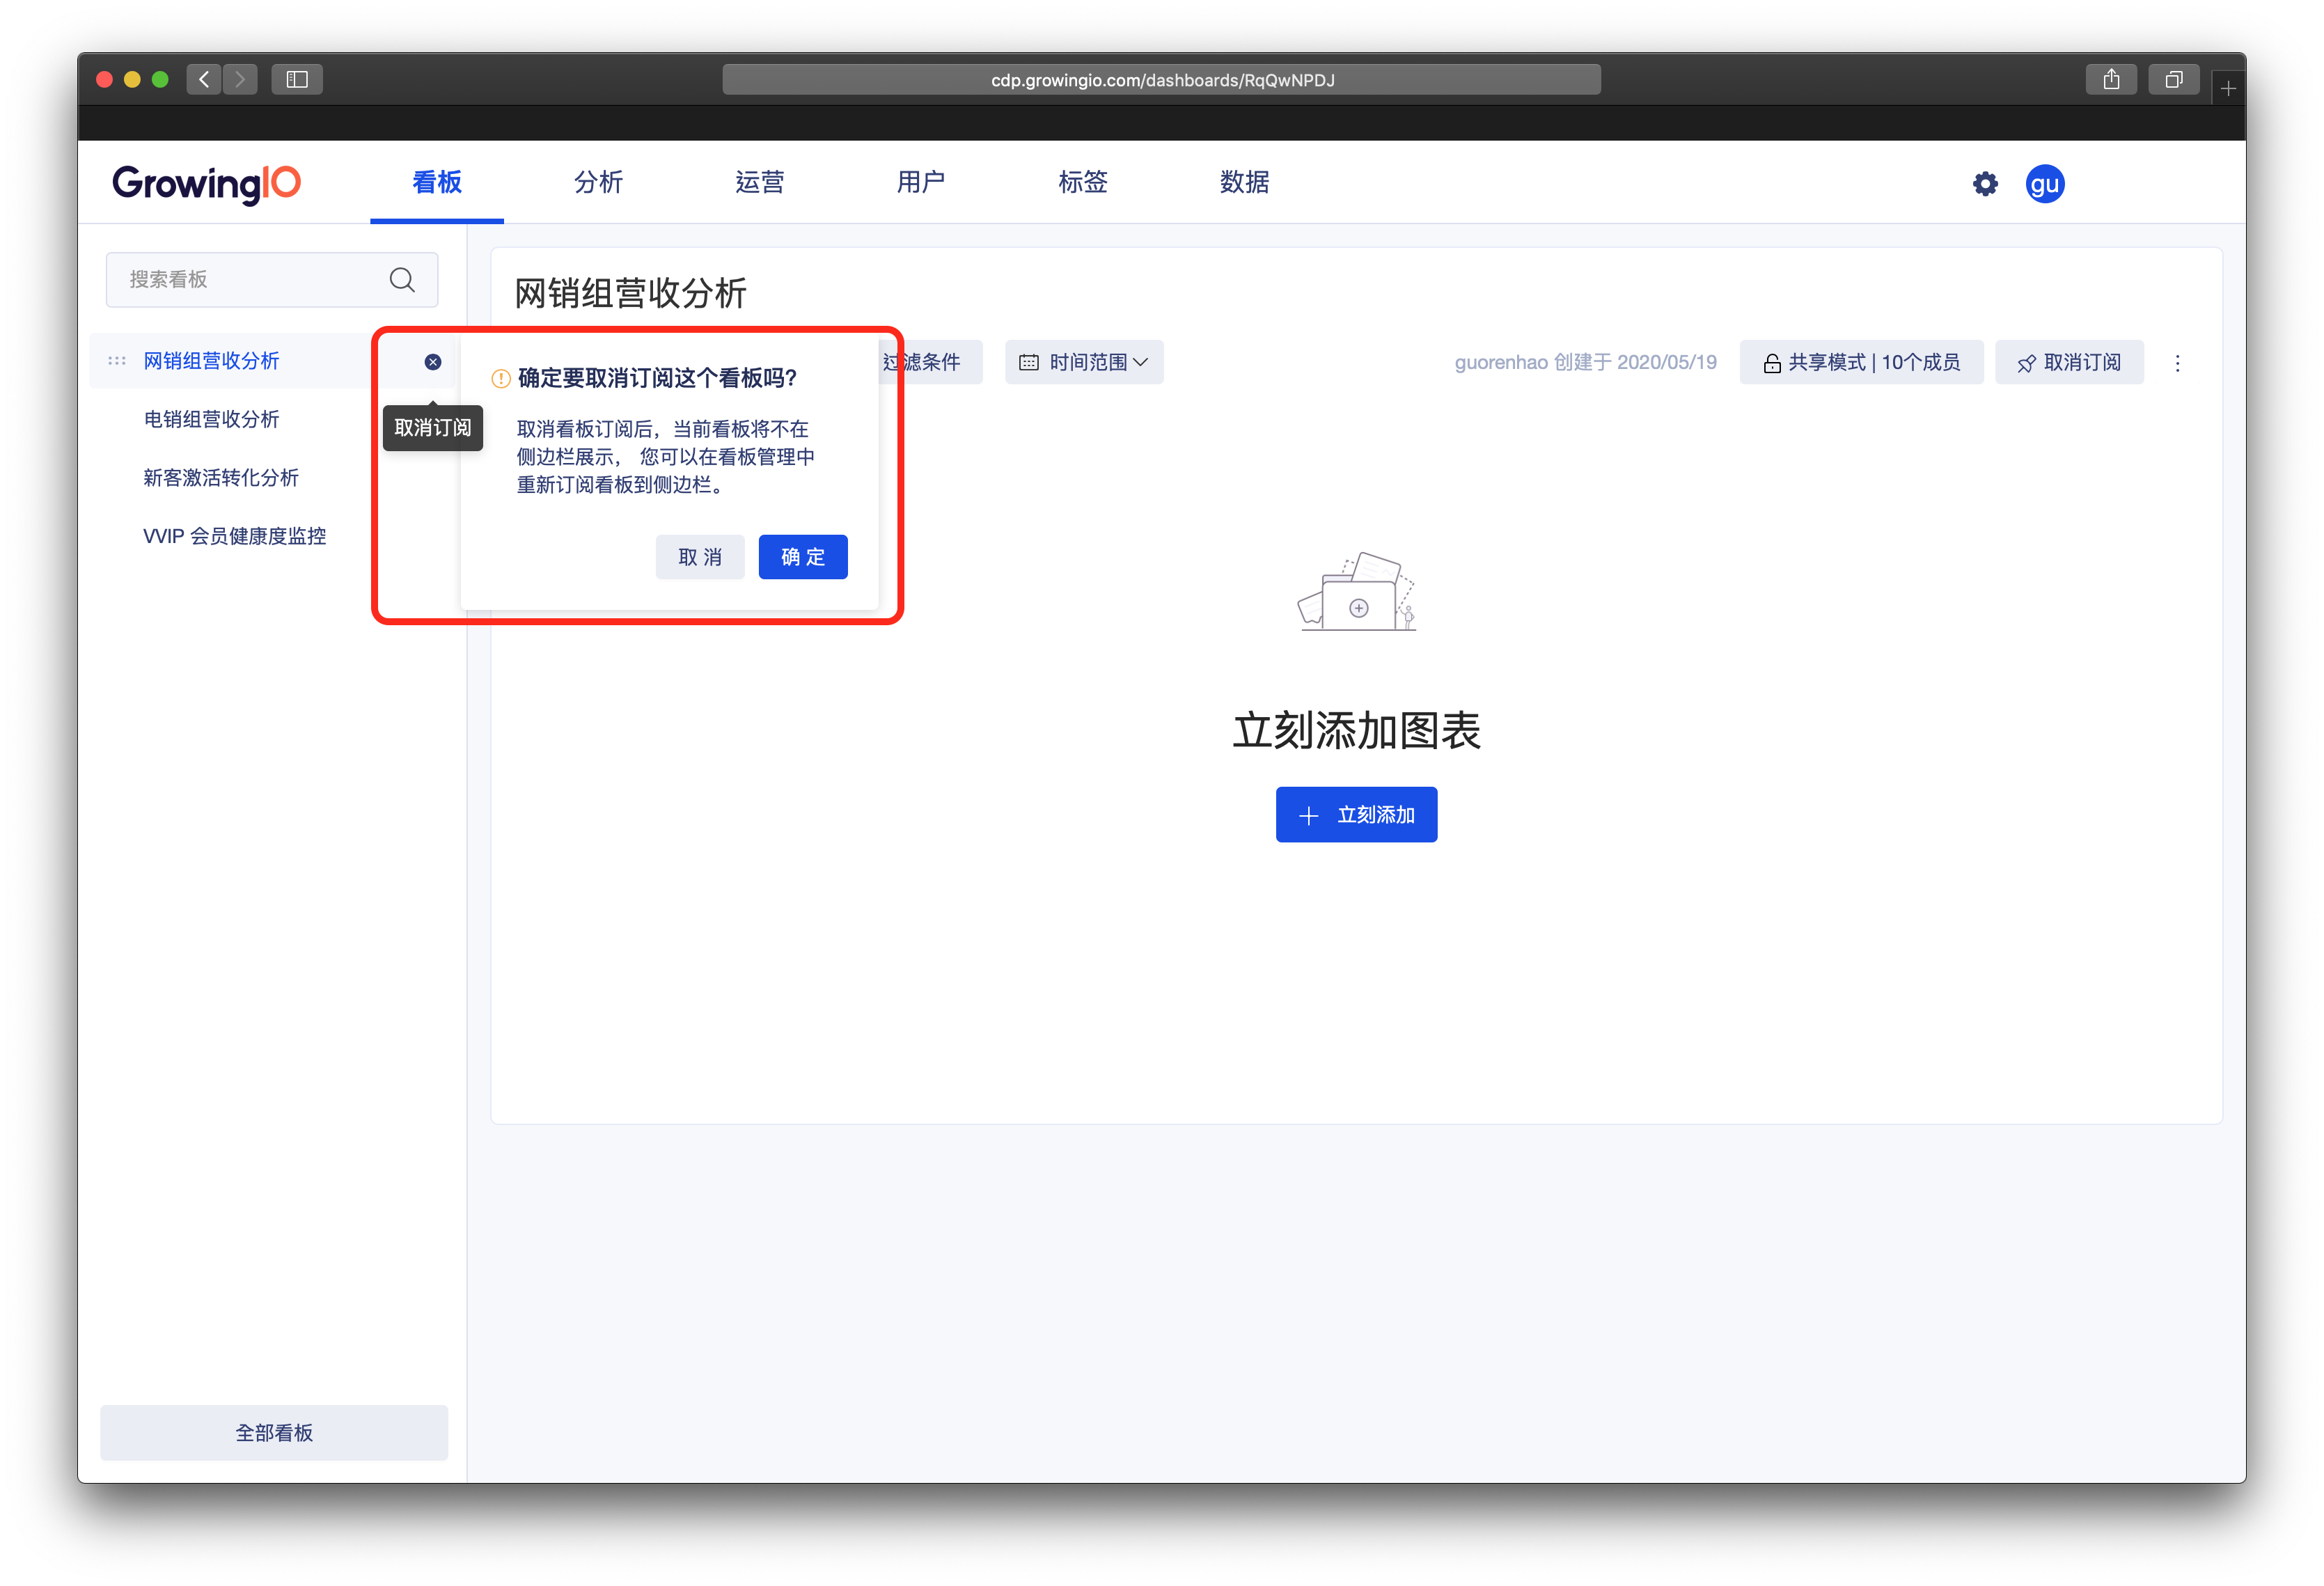 cdp.growingio.com/dashboards/RqQwNPDJ
GrowingIO
看板
分析
运营
用户
标签
数据
gu
搜索看板
网销组营收分析
电销组营收分析
新客激活转化分析
VVIP 会员健康度监控
取消订阅
网销组营收分析
过滤条件
时间范围
guorenhao 创建于 2020/05/19
共享模式 | 10个成员
取消订阅
确定要取消订阅这个看板吗?
取消看板订阅后，当前看板将不在
侧边栏展示， 您可以在看板管理中
重新订阅看板到侧边栏。
取 消
确 定
立刻添加图表
立刻添加
全部看板